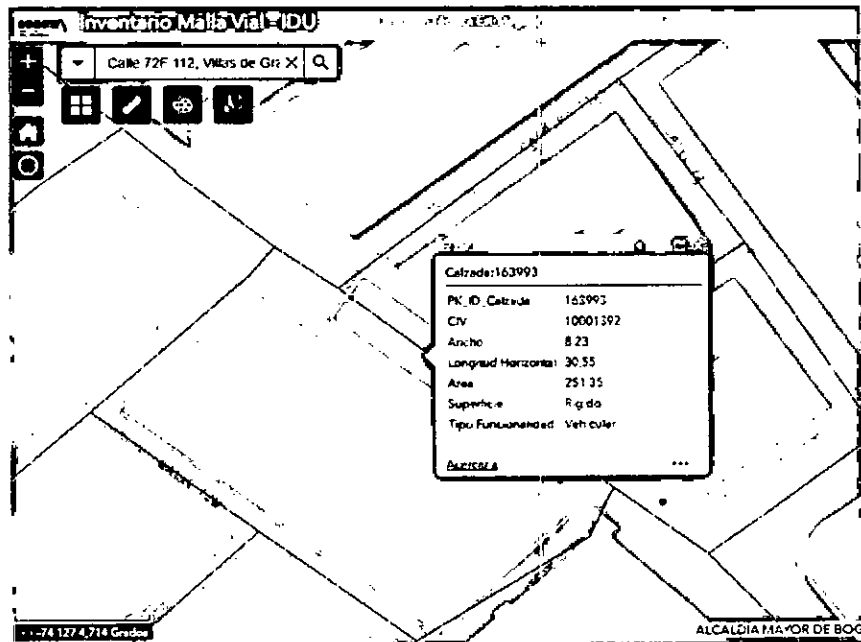 Inventario Malla Vial - IDU
Calle 72F 112, Villas de Gra
Calzada:163993
PK_ID_Calzada 163993
CIV 10001392
Ancho 8.23
Longitud Horizontal 30.55
Area 251.35
Superficie Rigido
Tipo Funcionalidad Vehicular
Acercar a
-74.127 4,714 Grados
ALCALDIA MAYOR DE BOG